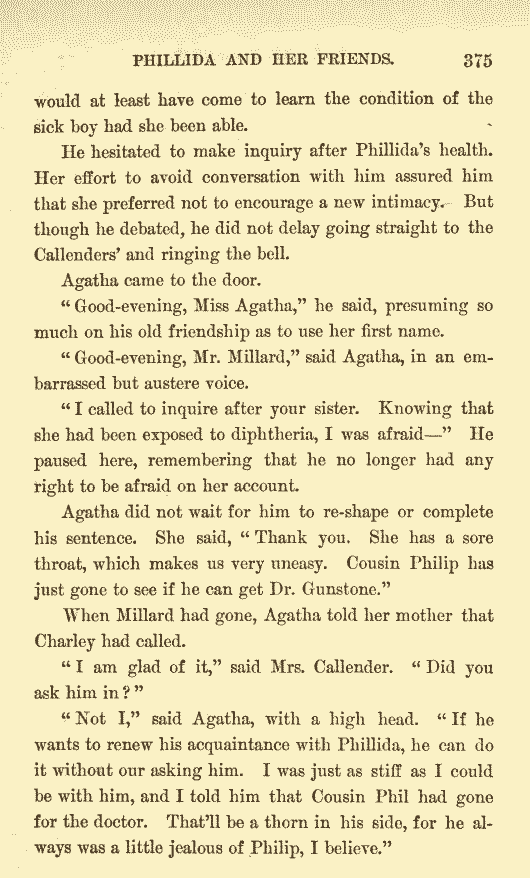 PHILLIDA AND HER FRIENDS. 375
would at least have come to learn the condition of the
sick boy had she been able.
He hesitated to make inquiry after Phillida's health.
Her effort to avoid conversation with him assured him
that she preferred not to encourage a new intimacy. But
though he debated, he did not delay going straight to the
Callenders' and ringing the bell.
Agatha came to the door.
"Good-evening, Miss Agatha," he said, presuming so
much on his old friendship as to use her first name.
"Good-evening, Mr. Millard," said Agatha, in an em-
barrassed but austere voice.
"I called to inquire after your sister. Knowing that
she had been exposed to diphtheria, I was afraid—" He
paused here, remembering that he no longer had any
right to be afraid on her account.
Agatha did not wait for him to re-shape or complete
his sentence. She said, "Thank you. She has a sore
throat, which makes us very uneasy. Cousin Philip has
just gone to see if he can get Dr. Gunstone."
When Millard had gone, Agatha told her mother that
Charley had called.
"I am glad of it," said Mrs. Callender. "Did you
ask him in?"
"Not I," said Agatha, with a high head. "If he
wants to renew his acquaintance with Phillida, he can do
it without our asking him. I was just as stiff as I could
be with him, and I told him that Cousin Phil had gone
for the doctor. That'll be a thorn in his side, for he al-
ways was a little jealous of Philip, I believe."